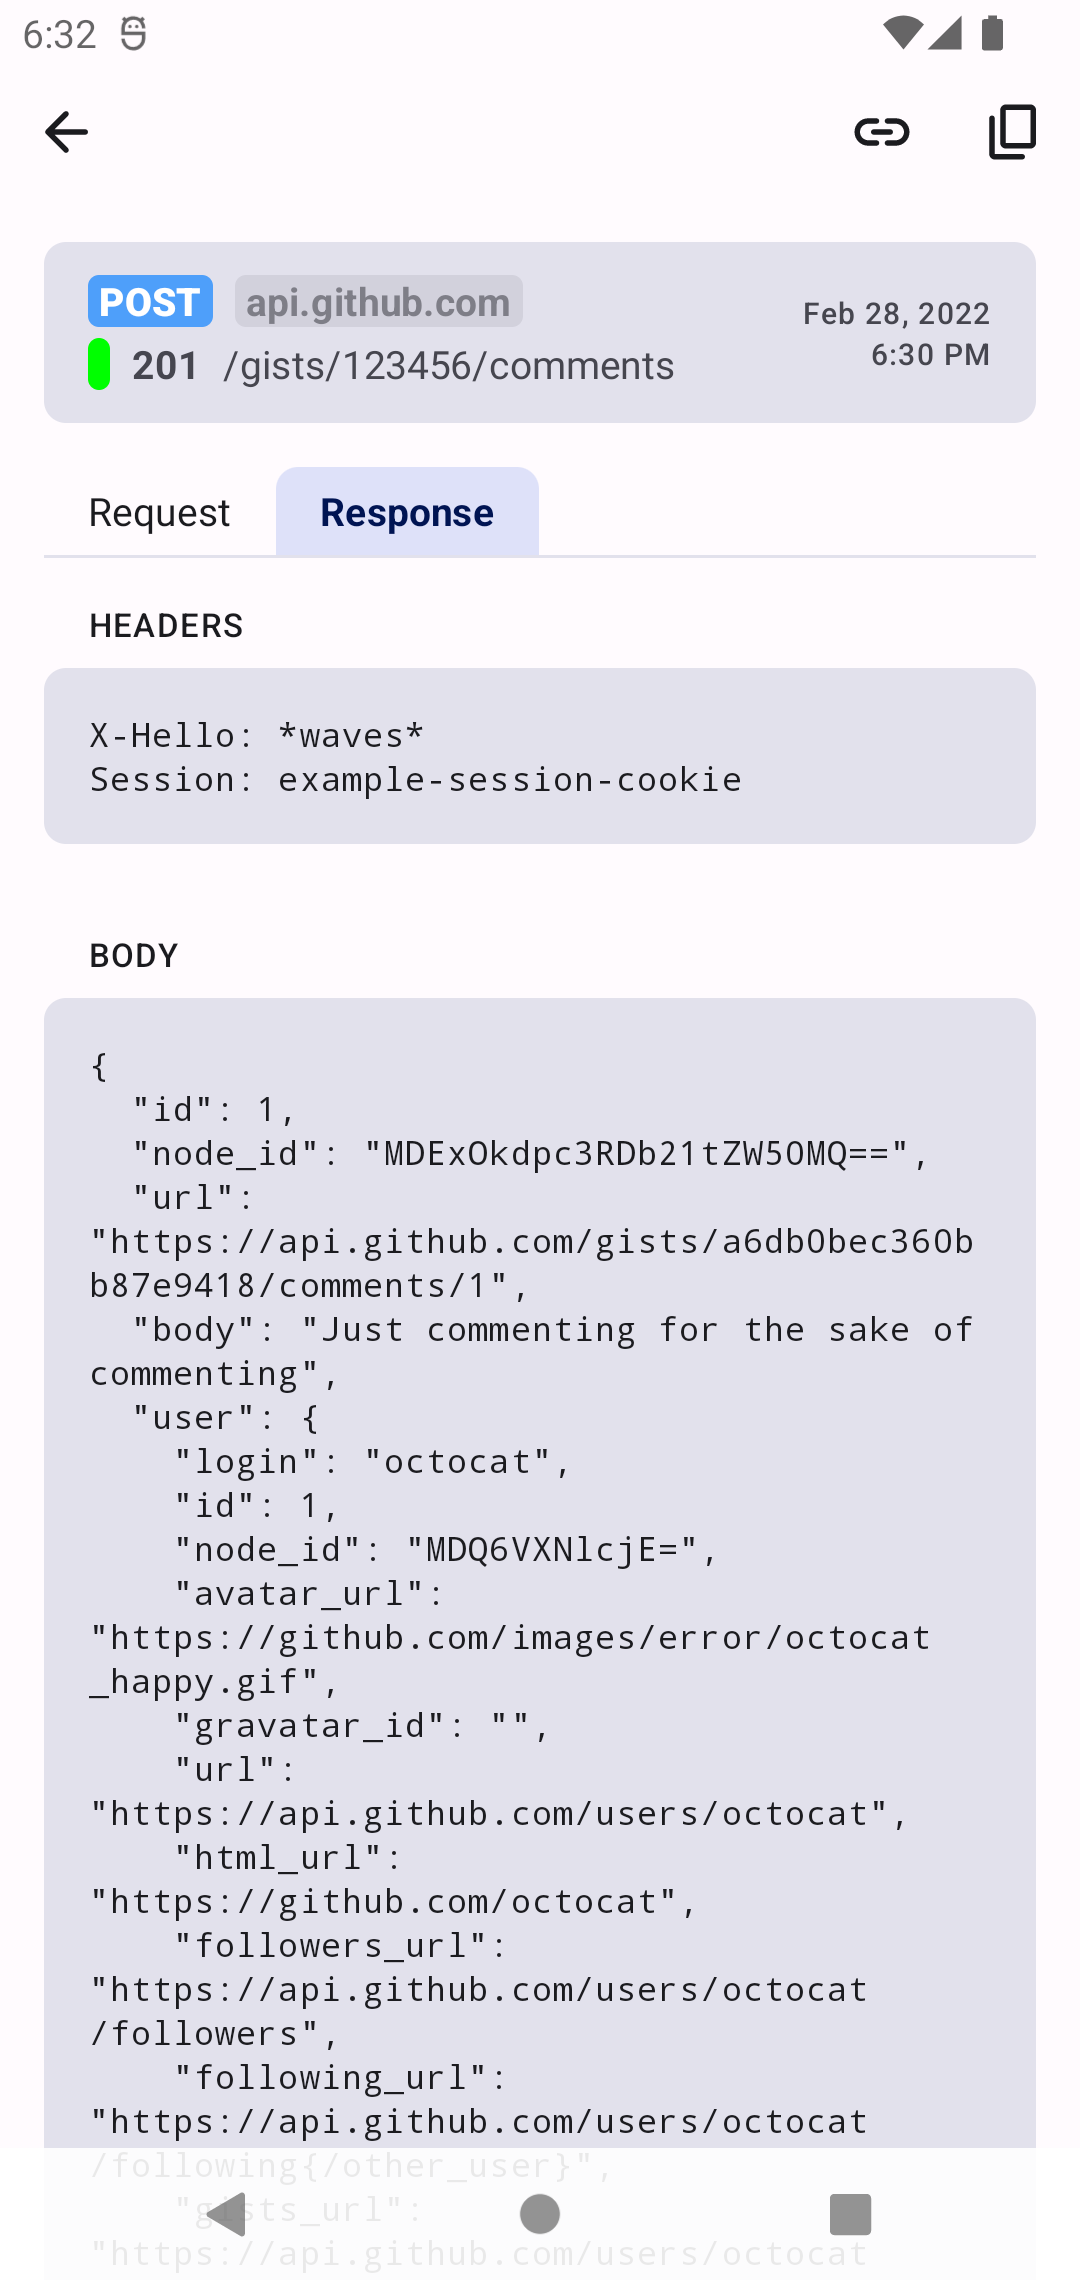 6:32
POST api.github.com
Feb 28, 2022
201 /gists/123456/comments
6:30 PM
Request Response
HEADERS
X-Hello: *waves*
Session: example-session-cookie
BODY
{
  "id": 1,
  "node_id": "MDExOkdpc3RDb21tZW50MQ==",
  "url":
"https://api.github.com/gists/a6db0bec360b
b87e9418/comments/1",
  "body": "Just commenting for the sake of
commenting",
  "user": {
    "login": "octocat",
    "id": 1,
    "node_id": "MDQ6VXNlcjE=",
    "avatar_url":
"https://github.com/images/error/octocat
_happy.gif",
    "gravatar_id": "",
    "url":
"https://api.github.com/users/octocat",
    "html_url":
"https://github.com/octocat",
    "followers_url":
"https://api.github.com/users/octocat
/followers",
    "following_url":
"https://api.github.com/users/octocat
/following{/other_user}",
    "gists_url":
"https://api.github.com/users/octocat